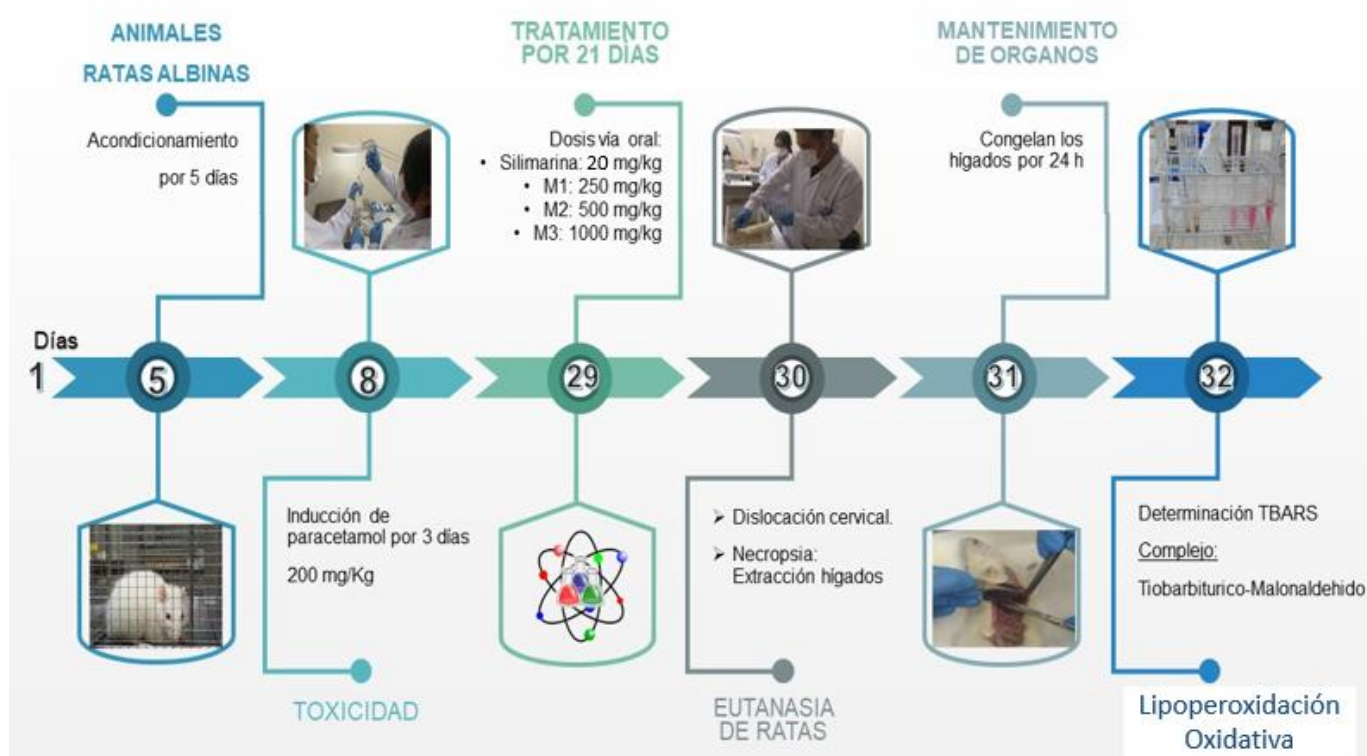 ANIMALES
RATAS ALBINAS
Acondicionamiento
por 5 días
TRATAMIENTO
POR 21 DÍAS
Dosis vía oral:
• Silimarina: 20 mg/kg
• M1: 250 mg/kg
• M2: 500 mg/kg
• M3: 1000 mg/kg
MANTENIMIENTO
DE ORGANOS
Congelan los
hígados por 24 h
Días
1
5
8
29
30
31
32
Inducción de
paracetamol por 3 días
200 mg/Kg
TOXICIDAD
➢ Dislocación cervical.
➢ Necropsia:
Extracción hígados
EUTANASIA
DE RATAS
Determinación TBARS
Complejo:
Tiobarbiturico-Malonaldehido
Lipoperoxidación
Oxidativa